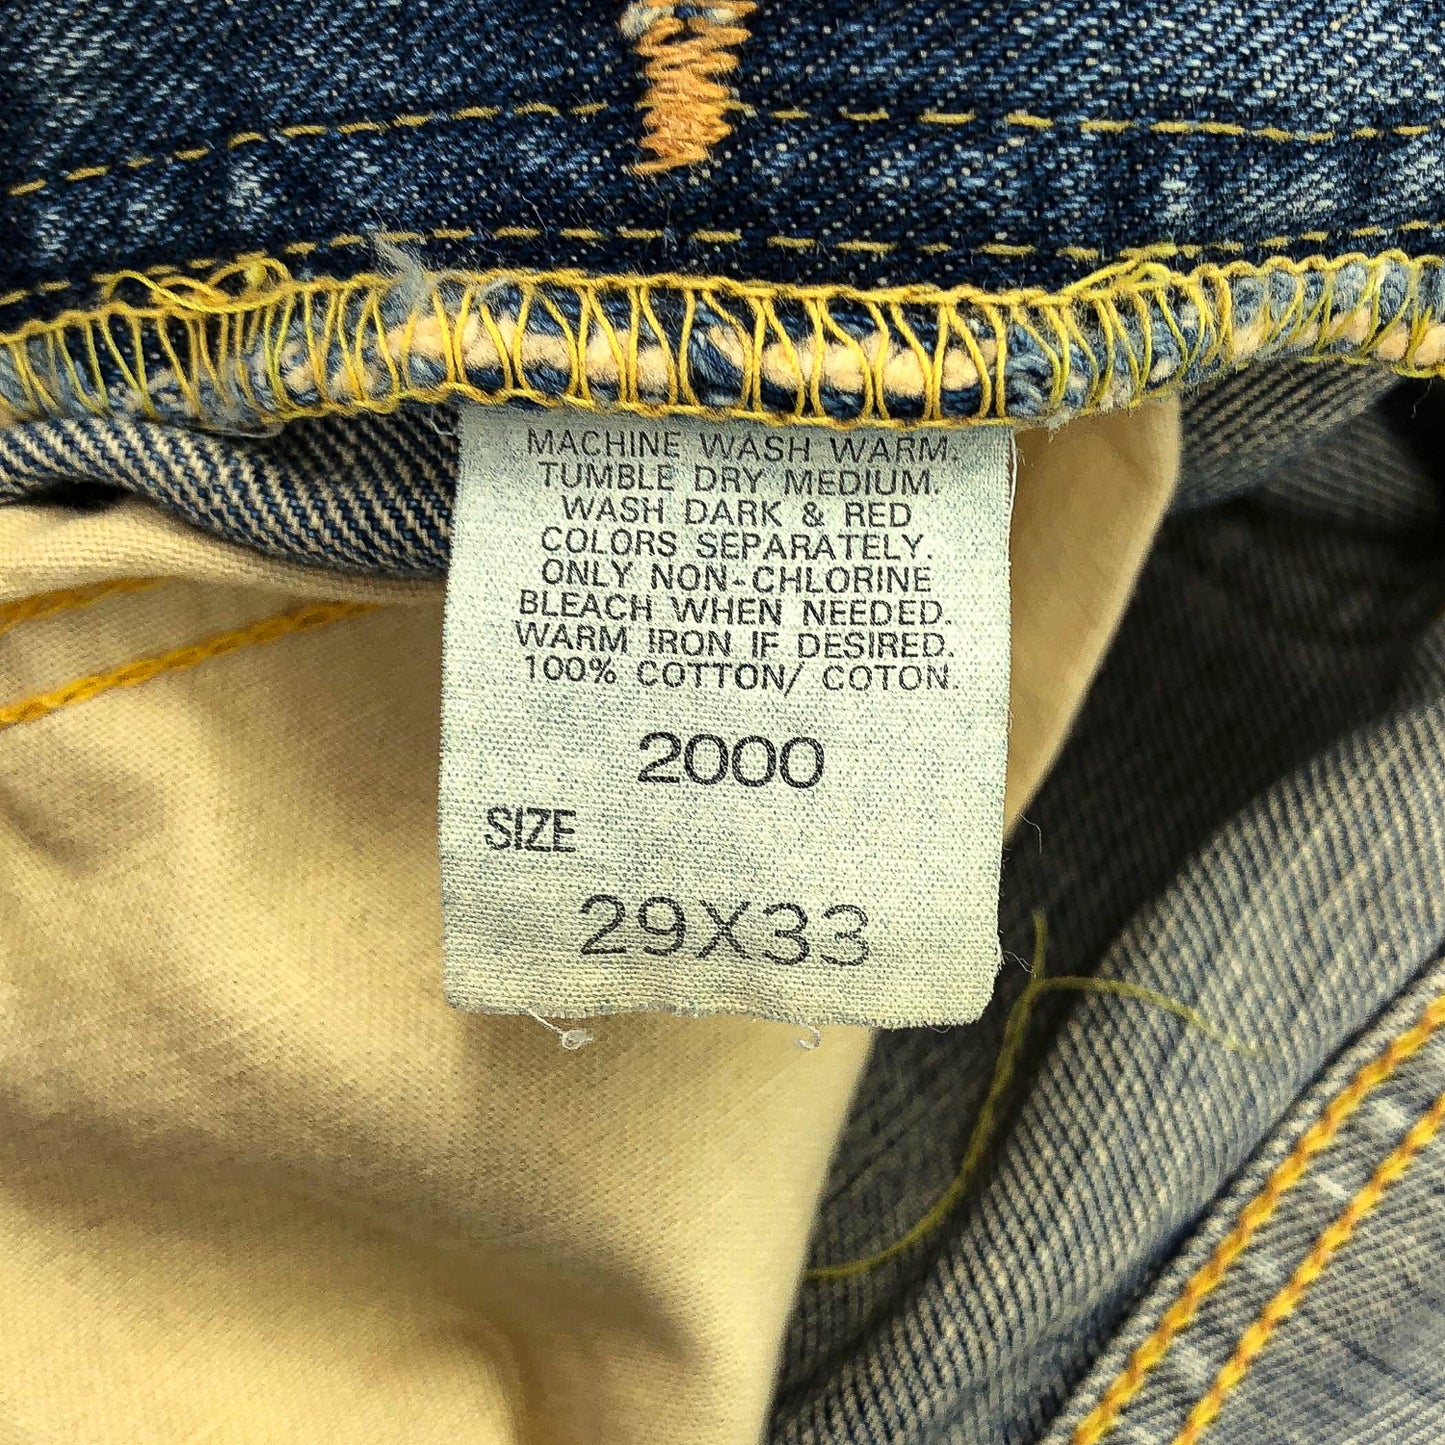 MACHINE WASH WARM.
TUMBLE DRY MEDIUM.
WASH DARK & RED
COLORS SEPARATELY.
ONLY NON-CHLORINE
BLEACH WHEN NEEDED.
WARM IRON IF DESIRED.
100% COTTON/ COTON.
2000
SIZE
29X33